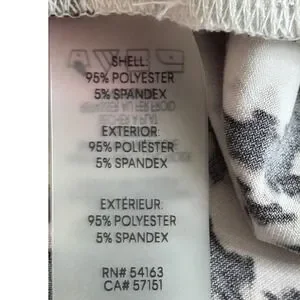 SHELL:
95% POLYESTER
5% SPANDEX
EXTERIOR:
95% POLIÉSTER
5% SPANDEX
EXTÉRIEUR:
95% POLYESTER
5% SPANDEX
RN# 54163
CA# 57151